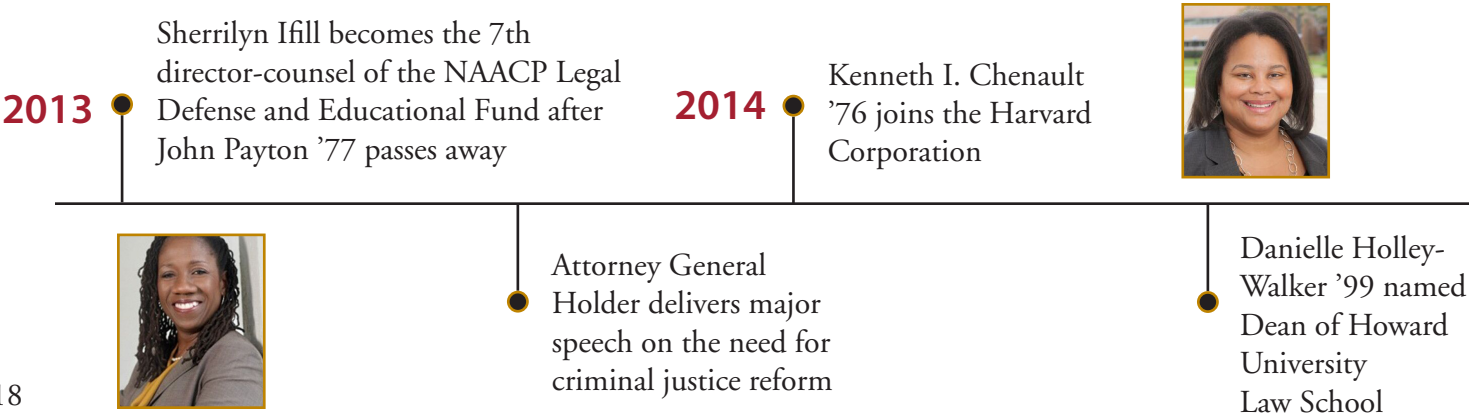 2013
Sherrilyn Ifill becomes the 7th
director-counsel of the NAACP Legal
Defense and Educational Fund after
John Payton ’77 passes away
Attorney General
Holder delivers major
speech on the need for
criminal justice reform
2014
Kenneth I. Chenault
’76 joins the Harvard
Corporation
Danielle Holley-
Walker ’99 named
Dean of Howard
University
Law School
18